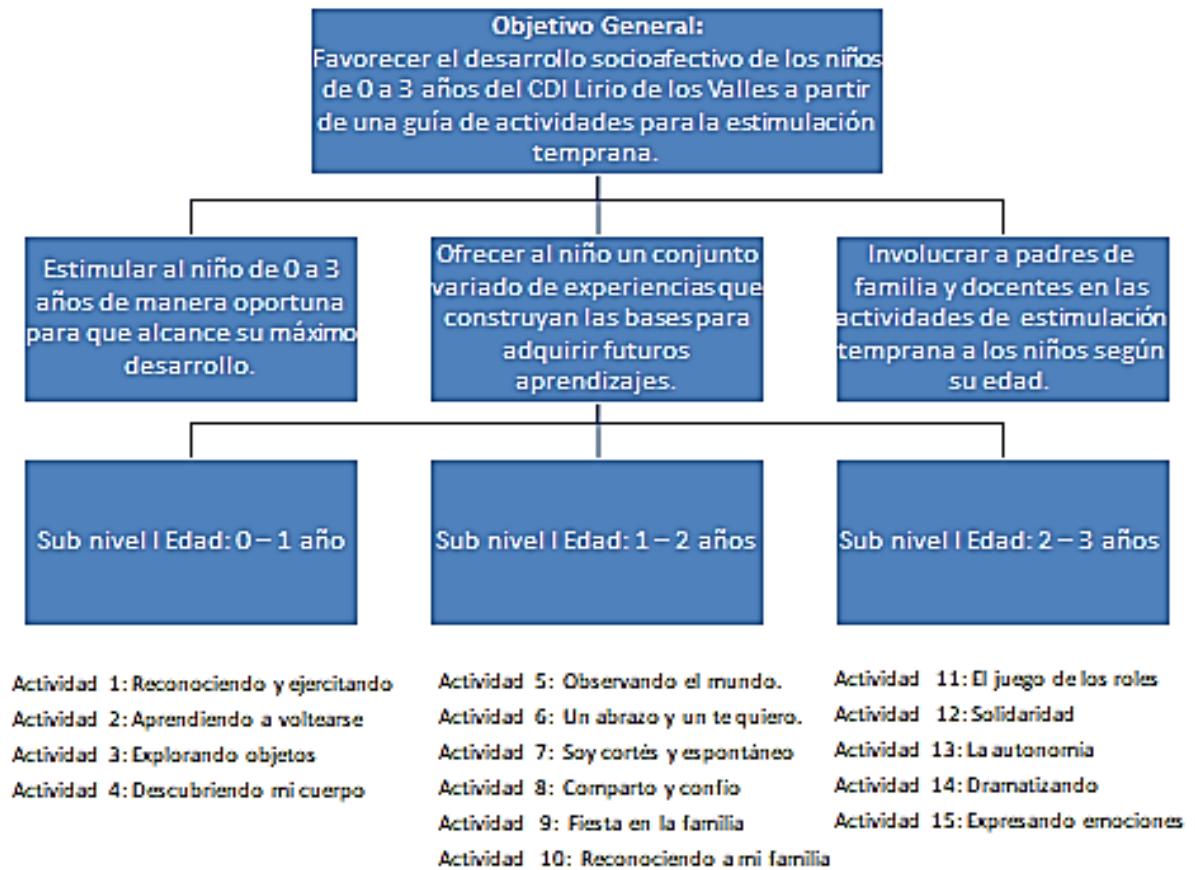 Objetivo General:
Favorecer el desarrollo socioafectivo de los niños
de 0 a 3 años del CDI Lirio de los Valles a partir
de una guía de actividades para la estimulación
temprana.
Estimular al niño de 0 a 3
años de manera oportuna
para que alcance su máximo
desarrollo.
Ofrecer al niño un conjunto
variado de experiencias que
construyan las bases para
adquirir futuros
aprendizajes.
Involucrar a padres de
familia y docentes en las
actividades de estimulación
temprana a los niños según
su edad.
Sub nivel I Edad: 0 – 1 año
Sub nivel I Edad: 1 – 2 años
Sub nivel I Edad: 2 – 3 años
Actividad 1: Reconociendo y ejercitando
Actividad 2: Aprendiendo a voltearse
Actividad 3: Explorando objetos
Actividad 4: Descubriendo mi cuerpo
Actividad 5: Observando el mundo.
Actividad 6: Un abrazo y un te quiero.
Actividad 7: Soy cortés y espontáneo
Actividad 8: Comparto y confio
Actividad 9: Fiesta en la familia
Actividad 10: Reconociendo a mi familia
Actividad 11: El juego de los roles
Actividad 12: Solidaridad
Actividad 13: La autonomia
Actividad 14: Dramatizando
Actividad 15: Expresando emociones